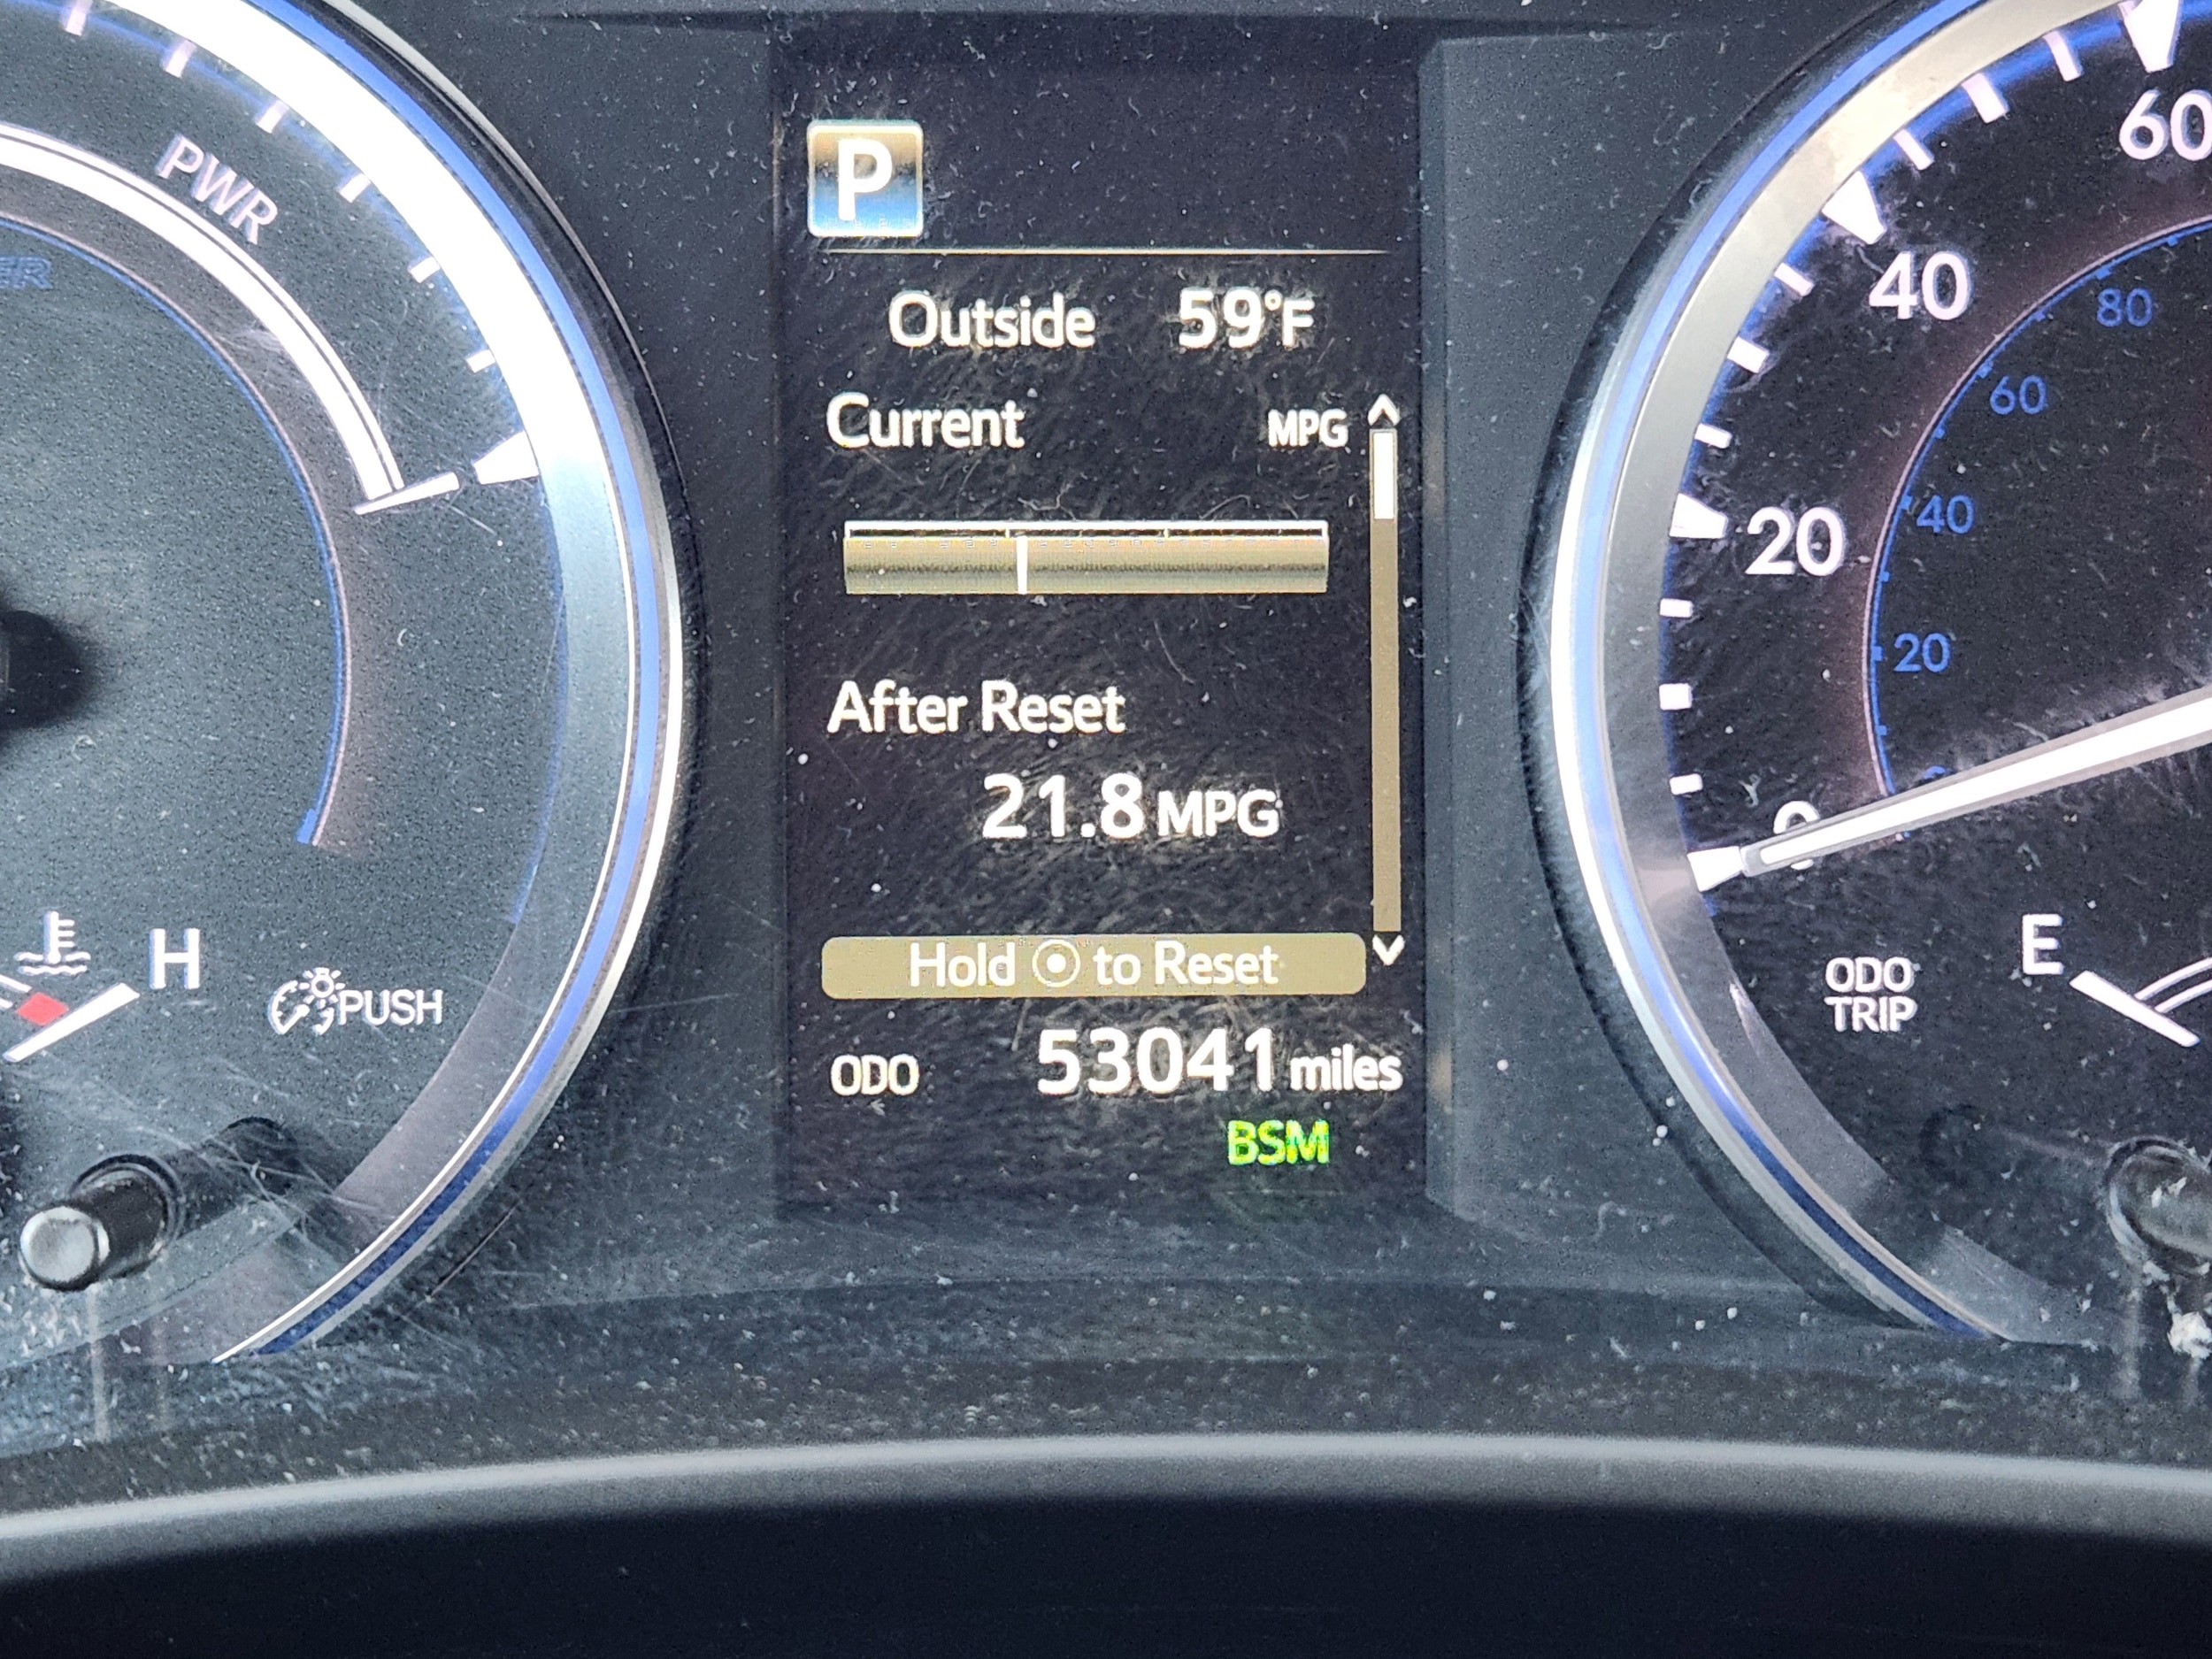 PWR
P
60
Outside 59°F
40
80
Current MPG
60
20
40
20
After Reset
21.8 MPG
0
H
Hold to Reset
E
PUSH
ODO
TRIP
ODO 53041 miles
BSM